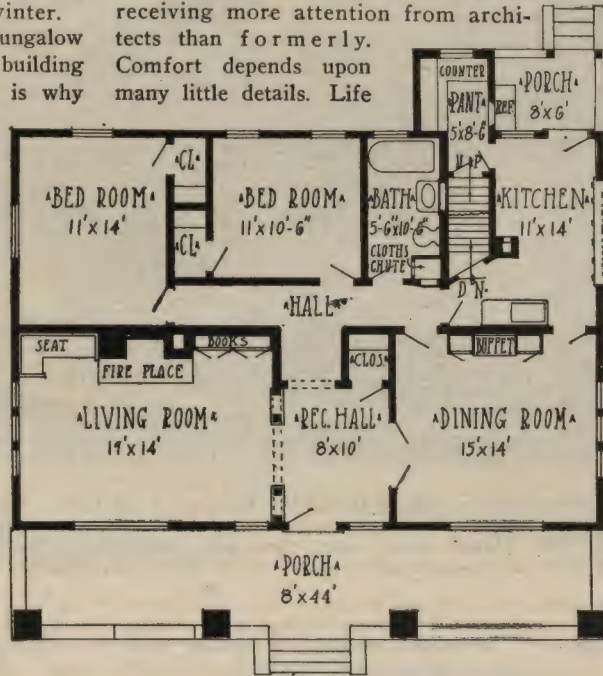 winter.
ungalow
building
is why
receiving more attention from archi-
tects than formerly.
Comfort depends upon
many little details. Life
COUNTER
PANT.
5'x8'-6"
REF
PORCH
8'x6'
UP
CL
BED ROOM
11'x14'
BED ROOM
11'x10'-6"
BATH
5'-6"x10'-6"
CLOTHS
CHUTE
KITCHEN
11'x14'
CL
DN
HALL
SEAT
FIRE PLACE
BOOKS
CLOS.
BUFFET
LIVING ROOM
19'x14'
REC. HALL
8'x10'
DINING ROOM
15'x14'
PORCH
8'x44'